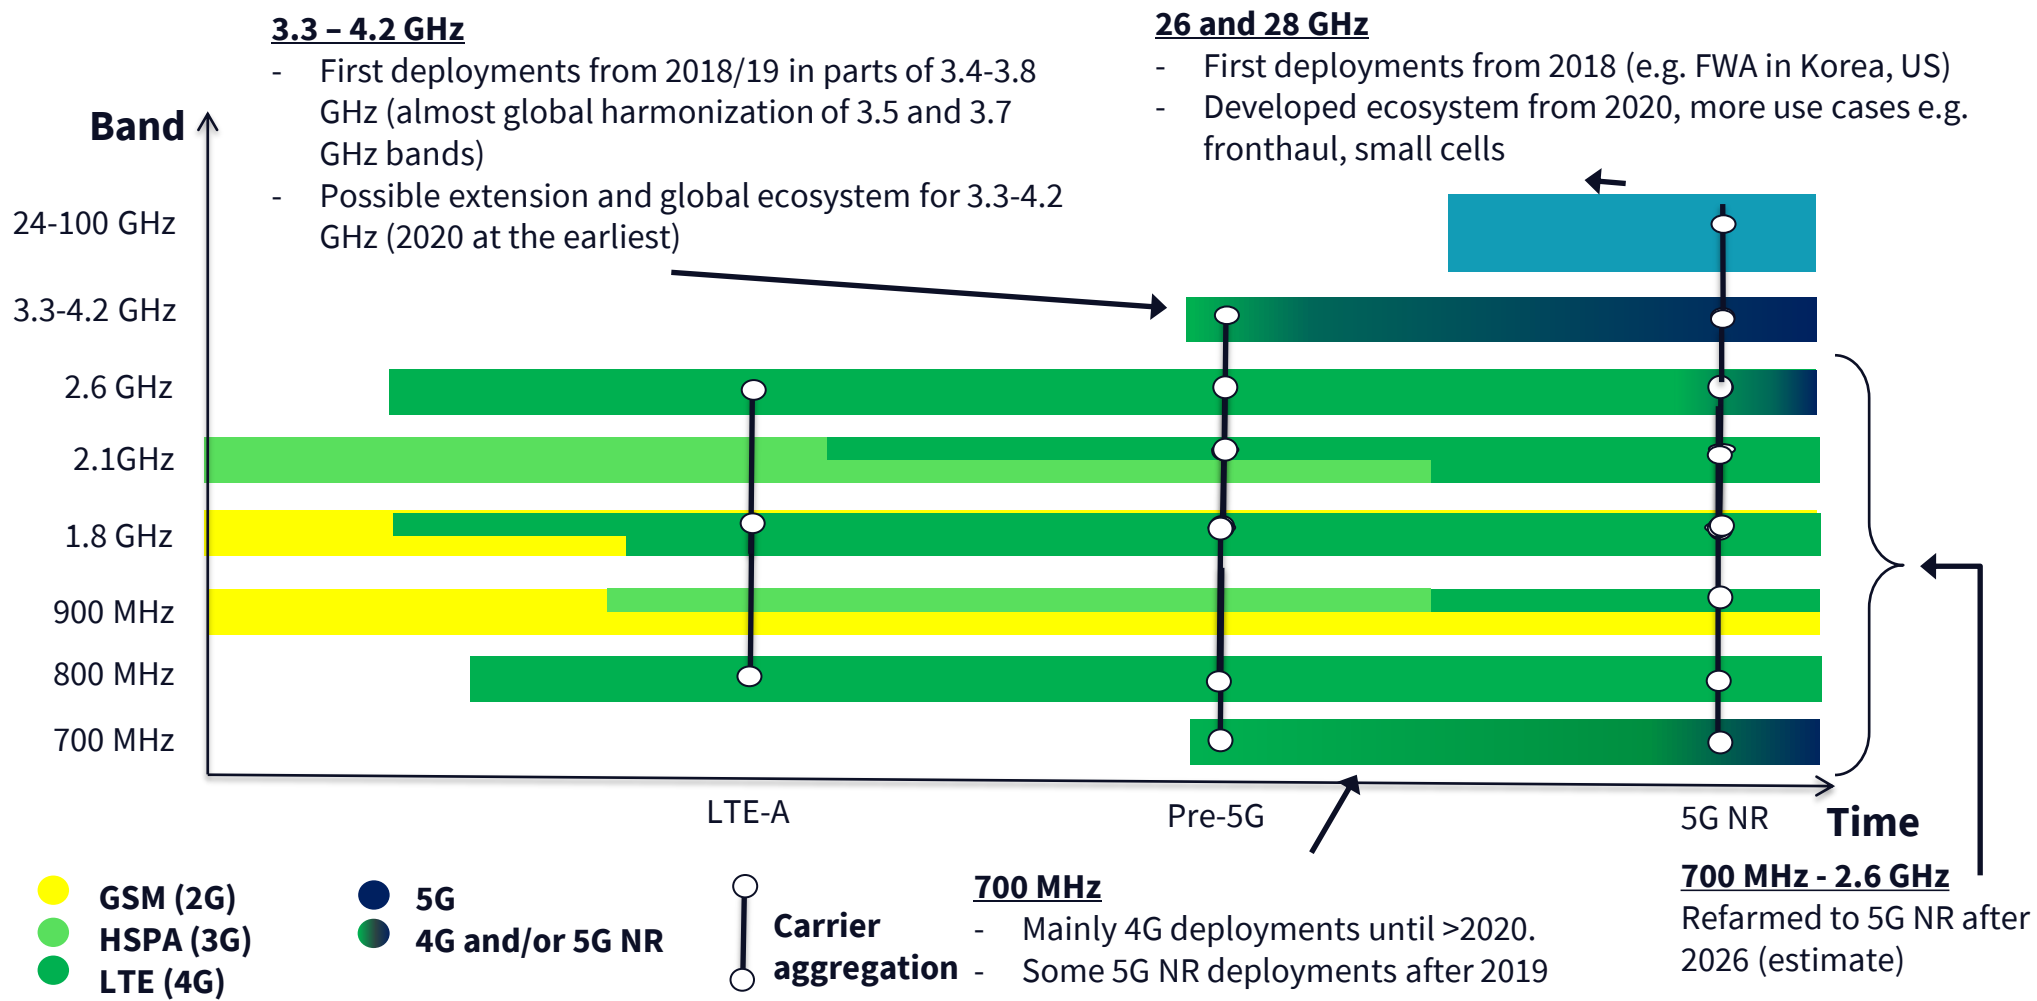 3.3 – 4.2 GHz
- First deployments from 2018/19 in parts of 3.4-3.8
GHz (almost global harmonization of 3.5 and 3.7
GHz bands)
- Possible extension and global ecosystem for 3.3-4.2
GHz (2020 at the earliest)
26 and 28 GHz
- First deployments from 2018 (e.g. FWA in Korea, US)
- Developed ecosystem from 2020, more use cases e.g.
fronthaul, small cells
Band
24-100 GHz
3.3-4.2 GHz
2.6 GHz
2.1GHz
1.8 GHz
900 MHz
800 MHz
700 MHz
LTE-A
Pre-5G
5G NR
Time
GSM (2G)
HSPA (3G)
LTE (4G)
5G
4G and/or 5G NR
Carrier
aggregation
700 MHz
- Mainly 4G deployments until >2020.
- Some 5G NR deployments after 2019
700 MHz - 2.6 GHz
Refarmed to 5G NR after
2026 (estimate)